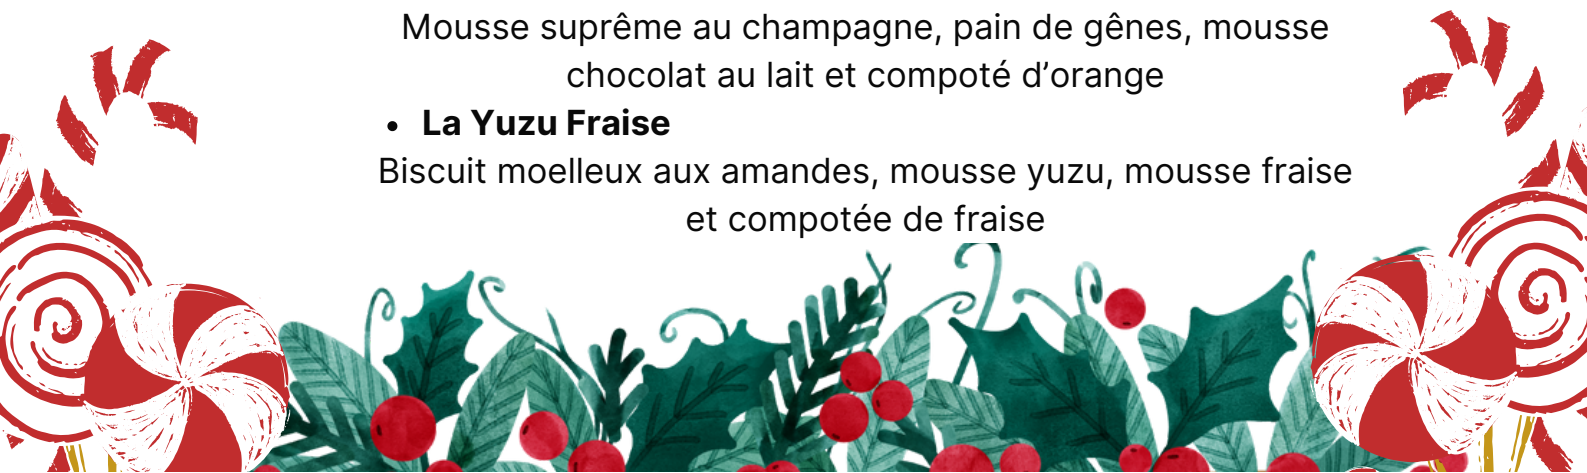 Mousse suprême au champagne, pain de gênes, mousse
chocolat au lait et compoté d’orange
• La Yuzu Fraise
Biscuit moelleux aux amandes, mousse yuzu, mousse fraise
et compotée de fraise